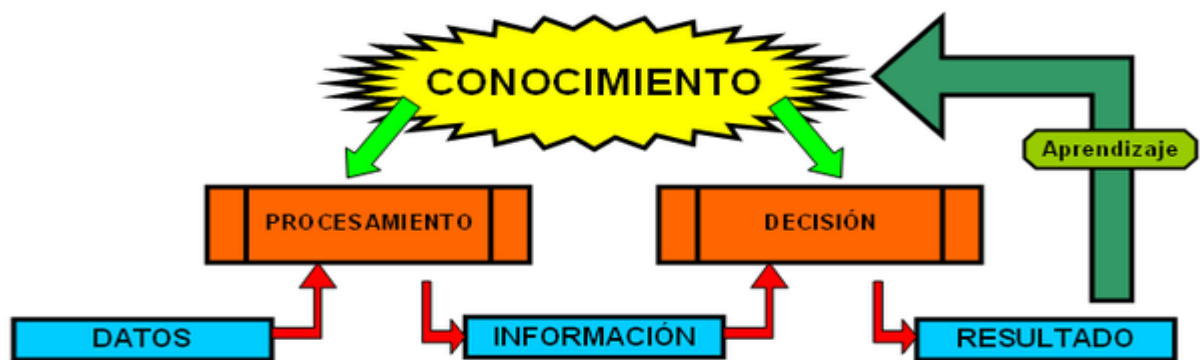 CONOCIMIENTO
Aprendizaje
PROCESAMIENTO
DECISIÓN
DATOS
INFORMACIÓN
RESULTADO